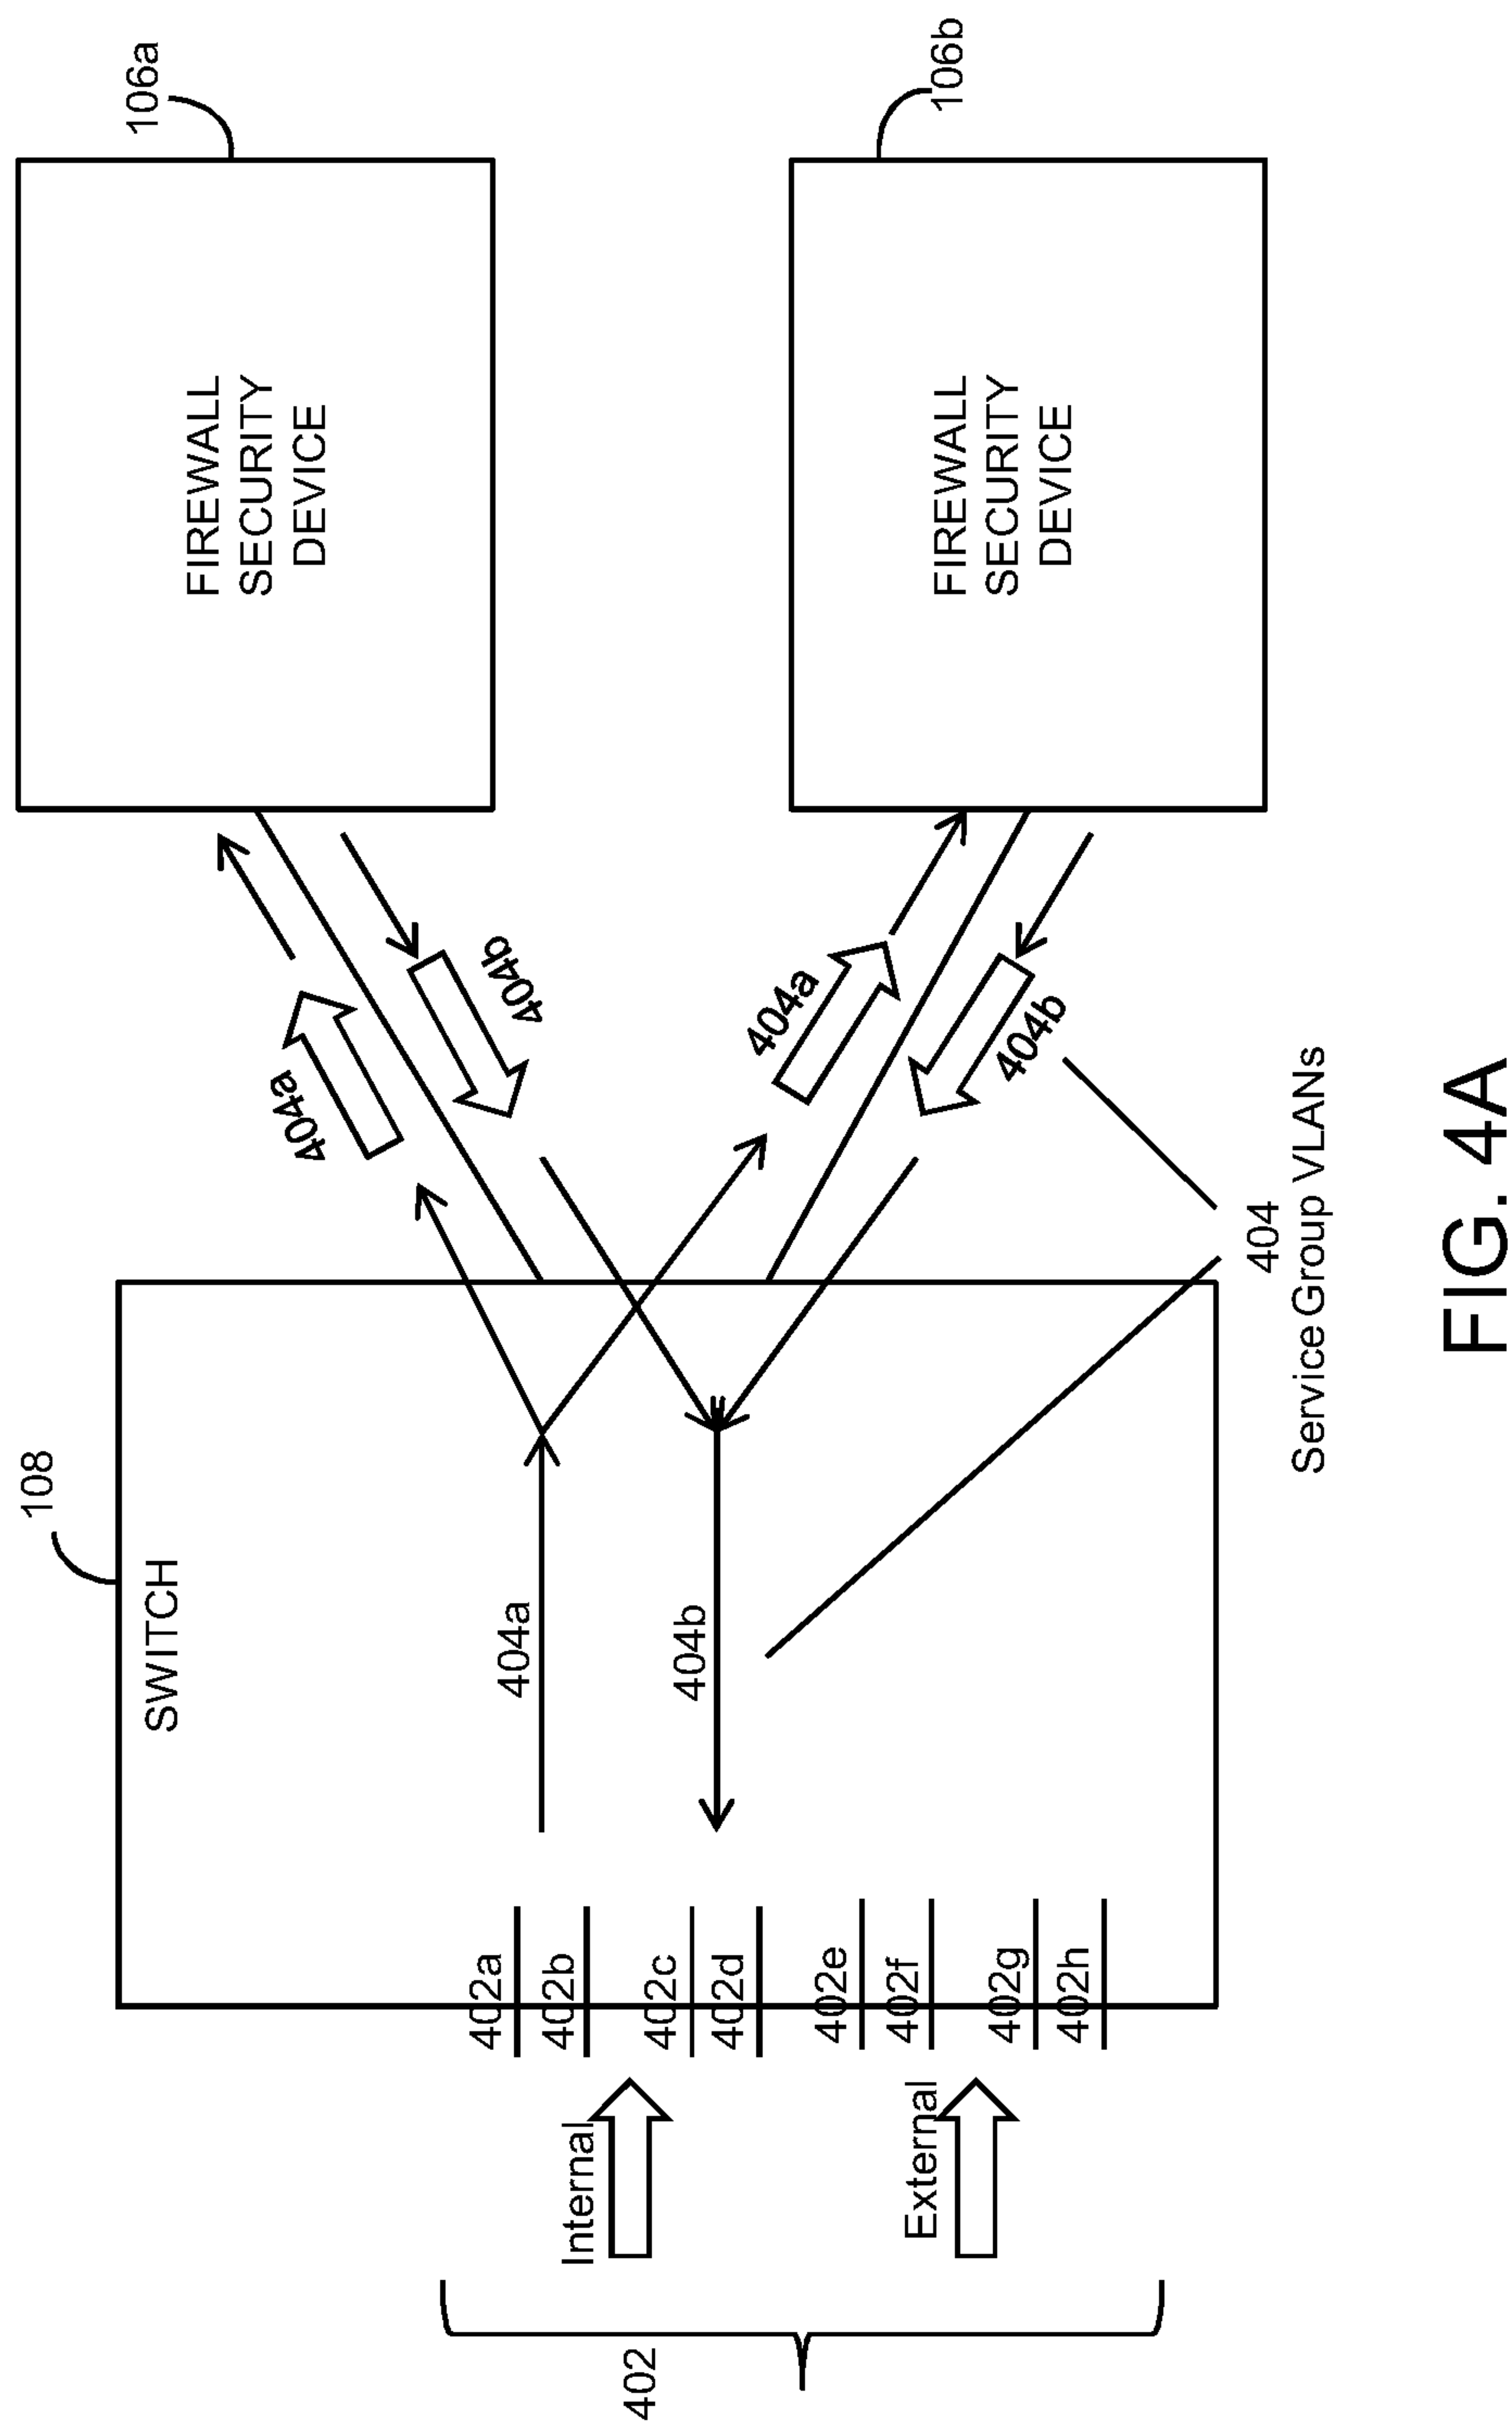 108
SWITCH
106a
FIREWALL
SECURITY
DEVICE
404a
404b
404a
404b
402a
402b
402c
402d
402e
402f
402g
402h
Internal
External
402
404a
404b
106b
FIREWALL
SECURITY
DEVICE
404
Service Group VLANs
FIG. 4A